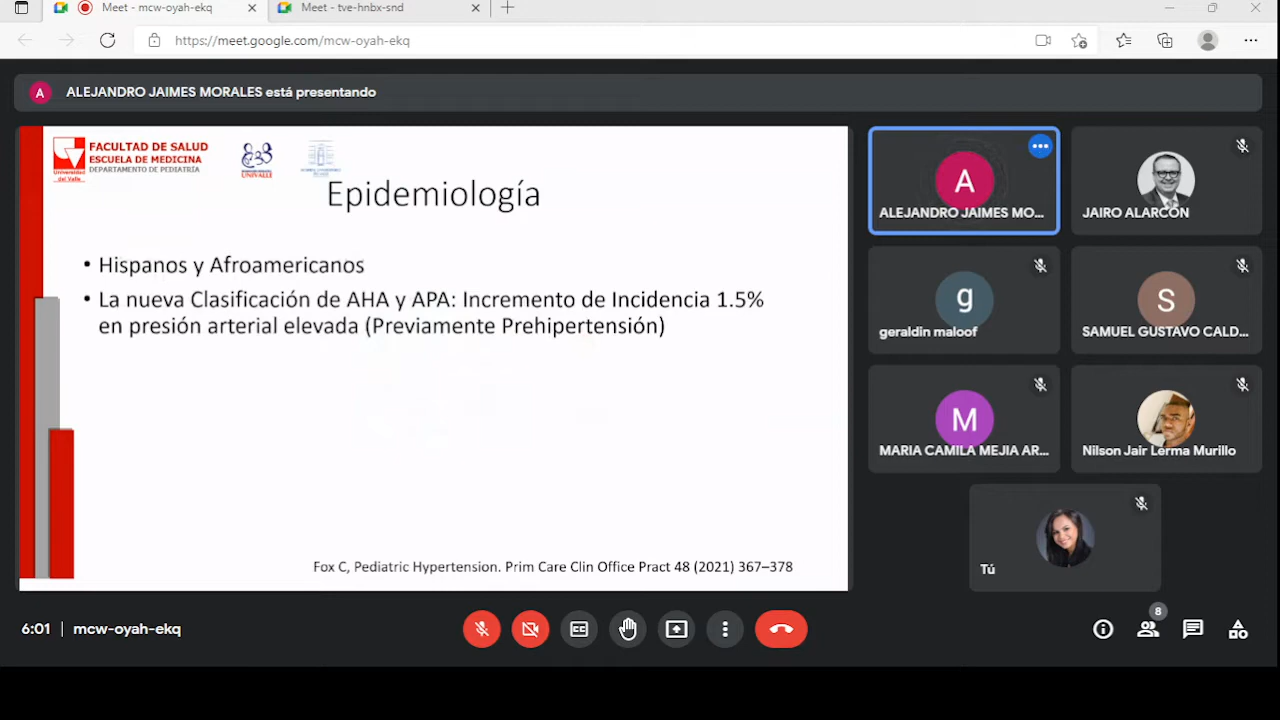 Meet - mcw-oyah-ekq
Meet - tve-hnbx-snd
https://meet.google.com/mcw-oyah-ekq
A
ALEJANDRO JAIMES MORALES está presentando
FACULTAD DE SALUD
ESCUELA DE MEDICINA
DEPARTAMENTO DE PEDIATRÍA
Universidad
del Valle
UNIVALLE
Epidemiología
• Hispanos y Afroamericanos
• La nueva Clasificación de AHA y APA: Incremento de Incidencia 1.5%
en presión arterial elevada (Previamente Prehipertensión)
Fox C, Pediatric Hypertension. Prim Care Clin Office Pract 48 (2021) 367–378
A
ALEJANDRO JAIMES MO...
JAIRO ALARCÓN
g
geraldin maloof
S
SAMUEL GUSTAVO CALD...
M
MARIA CAMILA MEJIA AR...
Nilson Jair Lerma Murillo
Tú
6:01 | mcw-oyah-ekq
8